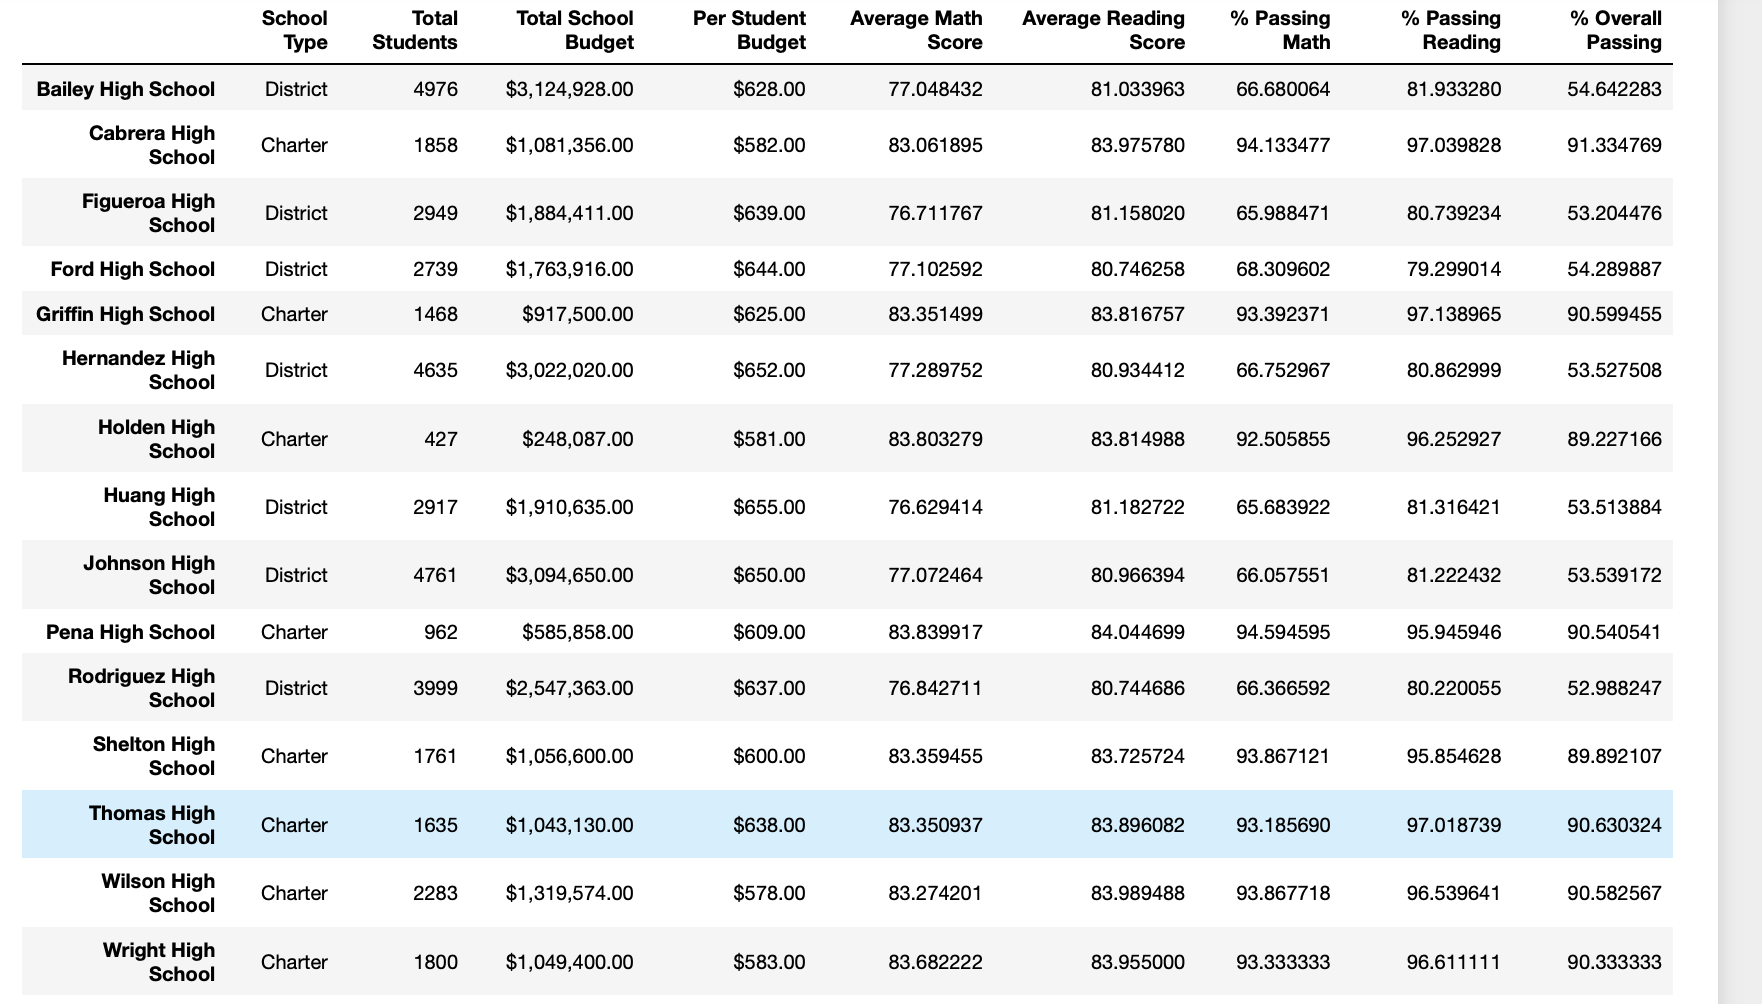 School Type Total Students Total School Budget Per Student Budget Average Math Score Average Reading Score % Passing Math % Passing Reading % Overall Passing
Bailey High School District 4976 $3,124,928.00 $628.00 77.048432 81.033963 66.680064 81.933280 54.642283
Cabrera High School Charter 1858 $1,081,356.00 $582.00 83.061895 83.975780 94.133477 97.039828 91.334769
Figueroa High School District 2949 $1,884,411.00 $639.00 76.711767 81.158020 65.988471 80.739234 53.204476
Ford High School District 2739 $1,763,916.00 $644.00 77.102592 80.746258 68.309602 79.299014 54.289887
Griffin High School Charter 1468 $917,500.00 $625.00 83.351499 83.816757 93.392371 97.138965 90.599455
Hernandez High School District 4635 $3,022,020.00 $652.00 77.289752 80.934412 66.752967 80.862999 53.527508
Holden High School Charter 427 $248,087.00 $581.00 83.803279 83.814988 92.505855 96.252927 89.227166
Huang High School District 2917 $1,910,635.00 $655.00 76.629414 81.182722 65.683922 81.316421 53.513884
Johnson High School District 4761 $3,094,650.00 $650.00 77.072464 80.966394 66.057551 81.222432 53.539172
Pena High School Charter 962 $585,858.00 $609.00 83.839917 84.044699 94.594595 95.945946 90.540541
Rodriguez High School District 3999 $2,547,363.00 $637.00 76.842711 80.744686 66.366592 80.220055 52.988247
Shelton High School Charter 1761 $1,056,600.00 $600.00 83.359455 83.725724 93.867121 95.854628 89.892107
Thomas High School Charter 1635 $1,043,130.00 $638.00 83.350937 83.896082 93.185690 97.018739 90.630324
Wilson High School Charter 2283 $1,319,574.00 $578.00 83.274201 83.989488 93.867718 96.539641 90.582567
Wright High School Charter 1800 $1,049,400.00 $583.00 83.682222 83.955000 93.333333 96.611111 90.333333